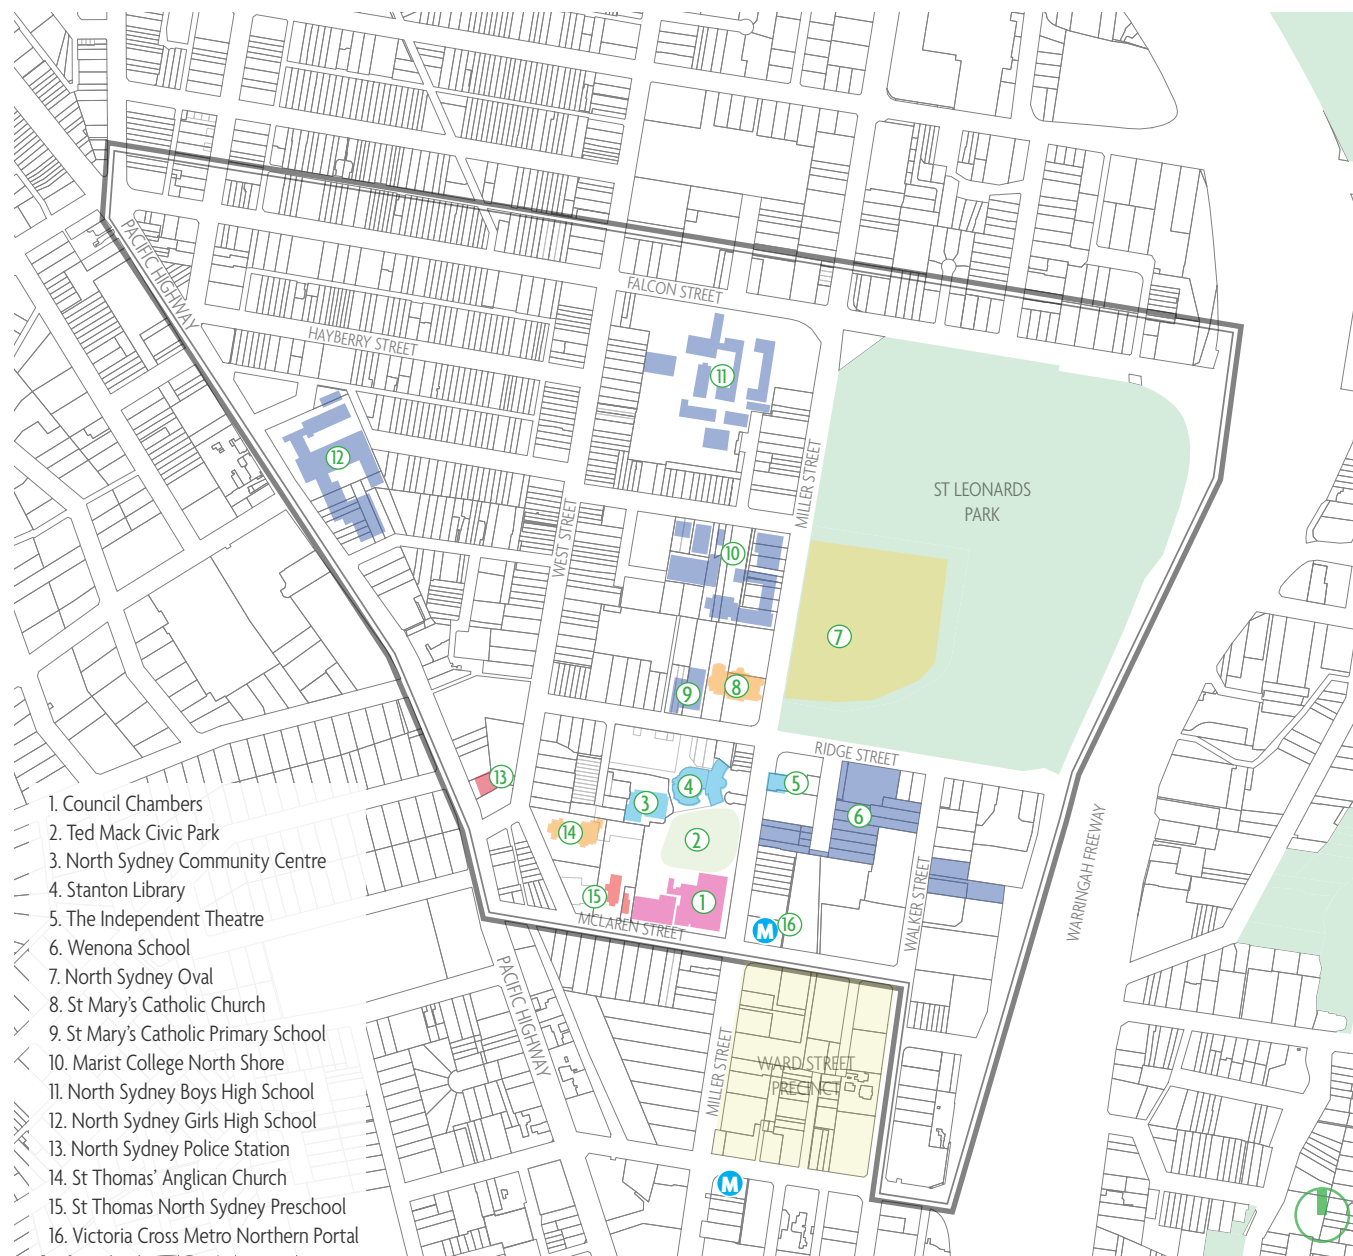 FALCON STREET
PACIFIC HIGHWAY
HAYBERRY STREET
11
12
MILLER STREET
ST LEONARDS
PARK
WEST STREET
10
7
9
8
RIDGE STREET
13
4
5
3
6
14
2
15
1
MCLAREN STREET
16
M
WALKER STREET
WARRINGAH FREEWAY
PACIFIC HIGHWAY
MILLER STREET
WARD STREET
PRECINCT
M
1. Council Chambers
2. Ted Mack Civic Park
3. North Sydney Community Centre
4. Stanton Library
5. The Independent Theatre
6. Wenona School
7. North Sydney Oval
8. St Mary's Catholic Church
9. St Mary's Catholic Primary School
10. Marist College North Shore
11. North Sydney Boys High School
12. North Sydney Girls High School
13. North Sydney Police Station
14. St Thomas' Anglican Church
15. St Thomas North Sydney Preschool
16. Victoria Cross Metro Northern Portal